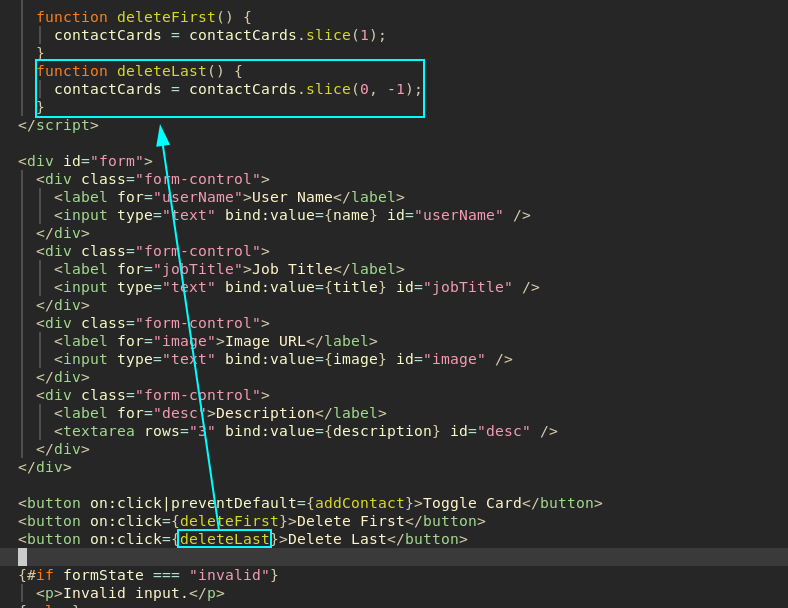 function deleteFirst() {
contactCards = contactCards.slice(1);
}
function deleteLast() {
contactCards = contactCards.slice(0, -1);
}
</script>
<div id="form">
<div class="form-control">
<label for="userName">User Name</label>
<input type="text" bind:value={name} id="userName" />
</div>
<div class="form-control">
<label for="jobTitle">Job Title</label>
<input type="text" bind:value={title} id="jobTitle" />
</div>
<div class="form-control">
<label for="image">Image URL</label>
<input type="text" bind:value={image} id="image" />
</div>
<div class="form-control">
<label for="desc">Description</label>
<textarea rows="3" bind:value={description} id="desc" />
</div>
</div>
<button on:click|preventDefault={addContact}>Toggle Card</button>
<button on:click={deleteFirst}>Delete First</button>
<button on:click={deleteLast}>Delete Last</button>
{#if formState === "invalid"}
<p>Invalid input.</p>